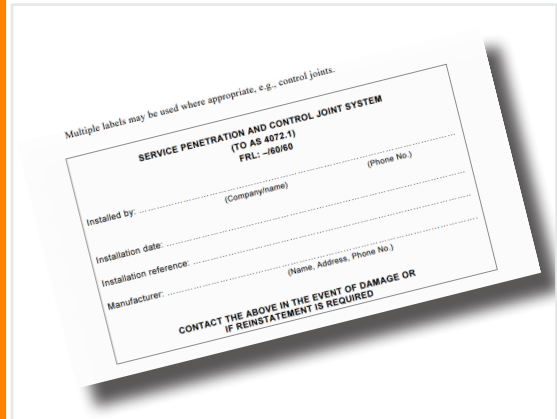 Multiple labels may be used where appropriate, e.g., control joints.
SERVICE PENETRATION AND CONTROL JOINT SYSTEM
(TO AS 4072.1)
FRL: –/60/60
Installed by: ........................................................................
(Company/name) (Phone No.)
Installation date: ........................................................................
Installation reference: ........................................................................
Manufacturer: ........................................................................
(Name, Address, Phone No.)
CONTACT THE ABOVE IN THE EVENT OF DAMAGE OR
IF REINSTATEMENT IS REQUIRED